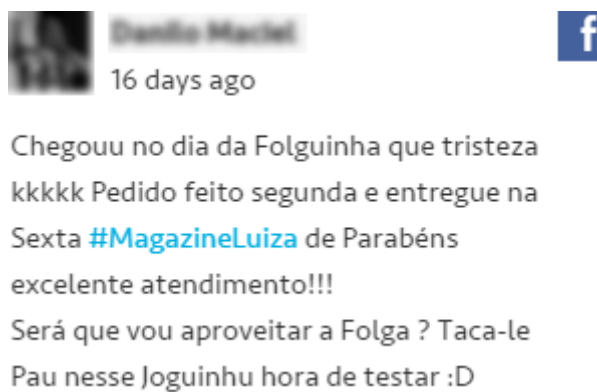 16 days ago
Chegouu no dia da Folguinha que tristeza
kkkkk Pedido feito segunda e entregue na
Sexta #MagazineLuiza de Parabéns
excelente atendimento!!!
Será que vou aproveitar a Folga ? Taca-le
Pau nesse Joguinhu hora de testar :D